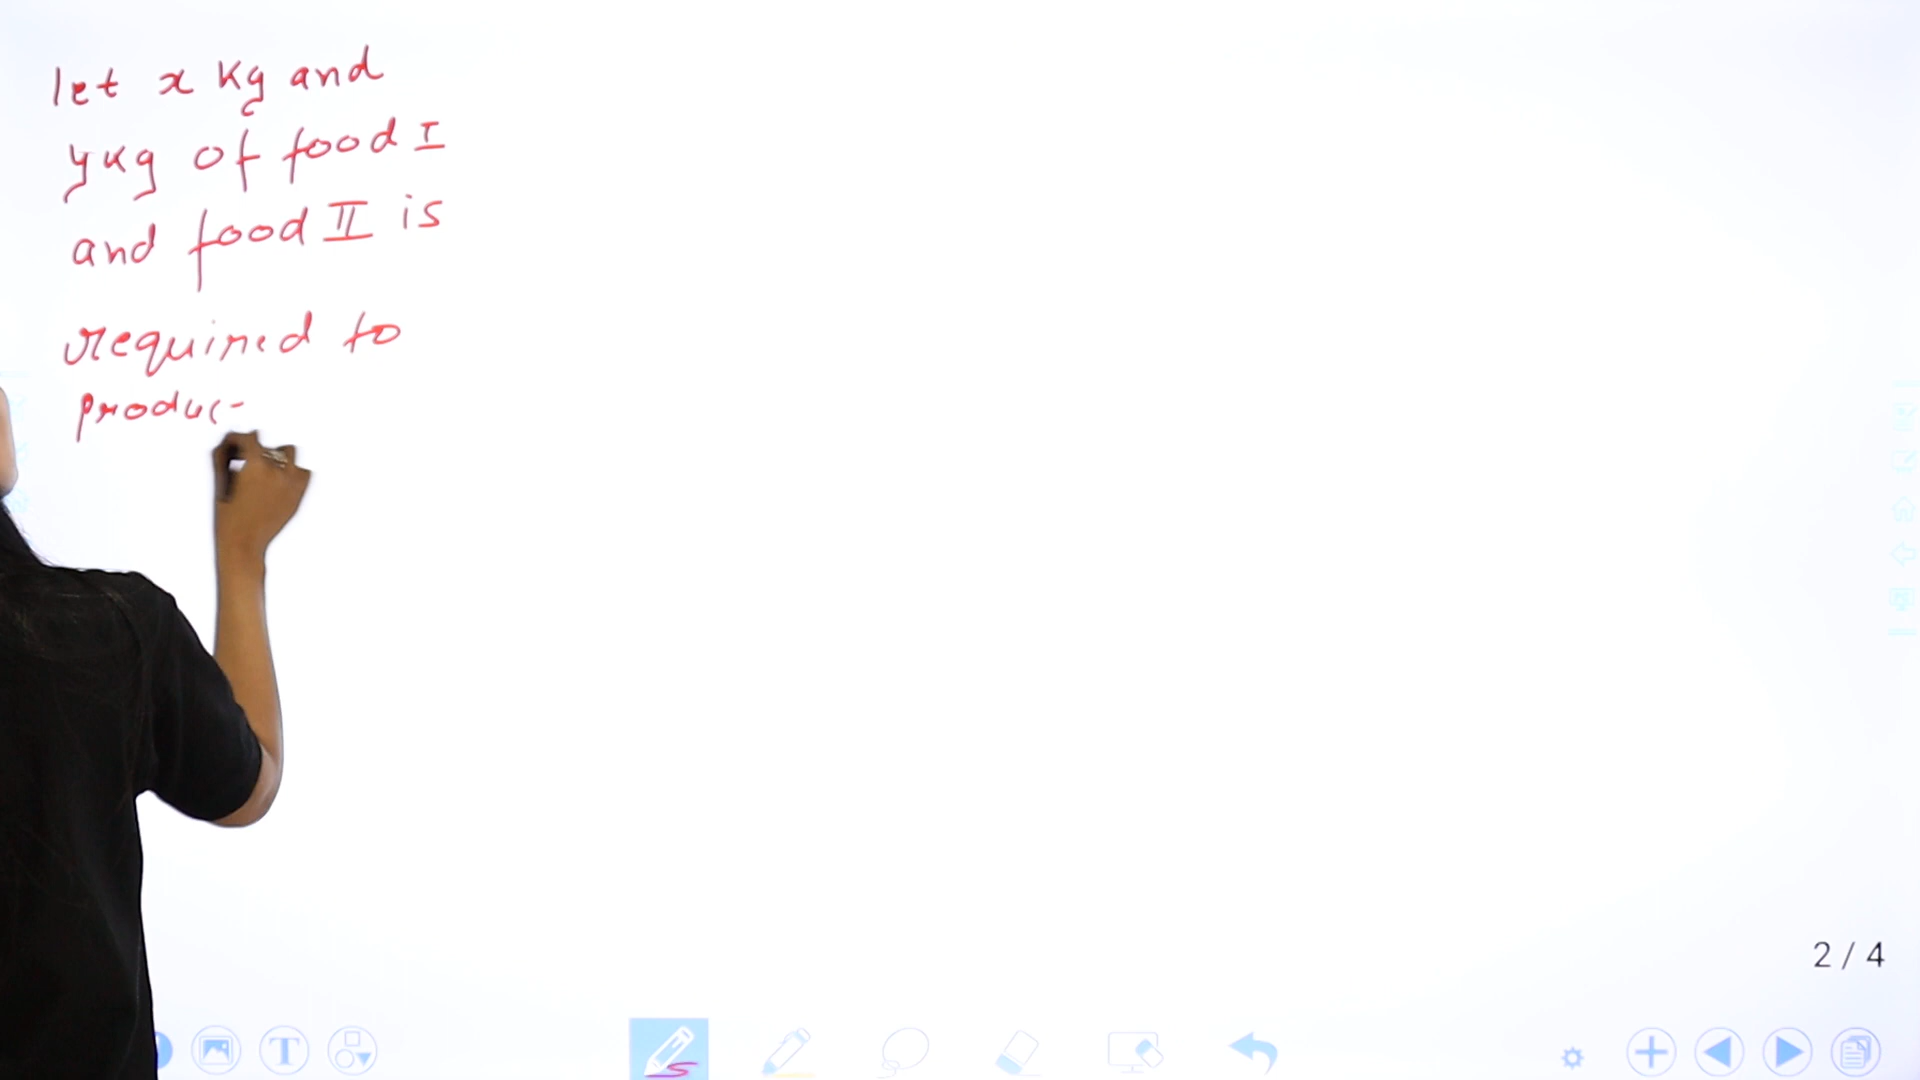 let x Kg and
y kg of food I
and food II is
required to
produc
2 / 4
T